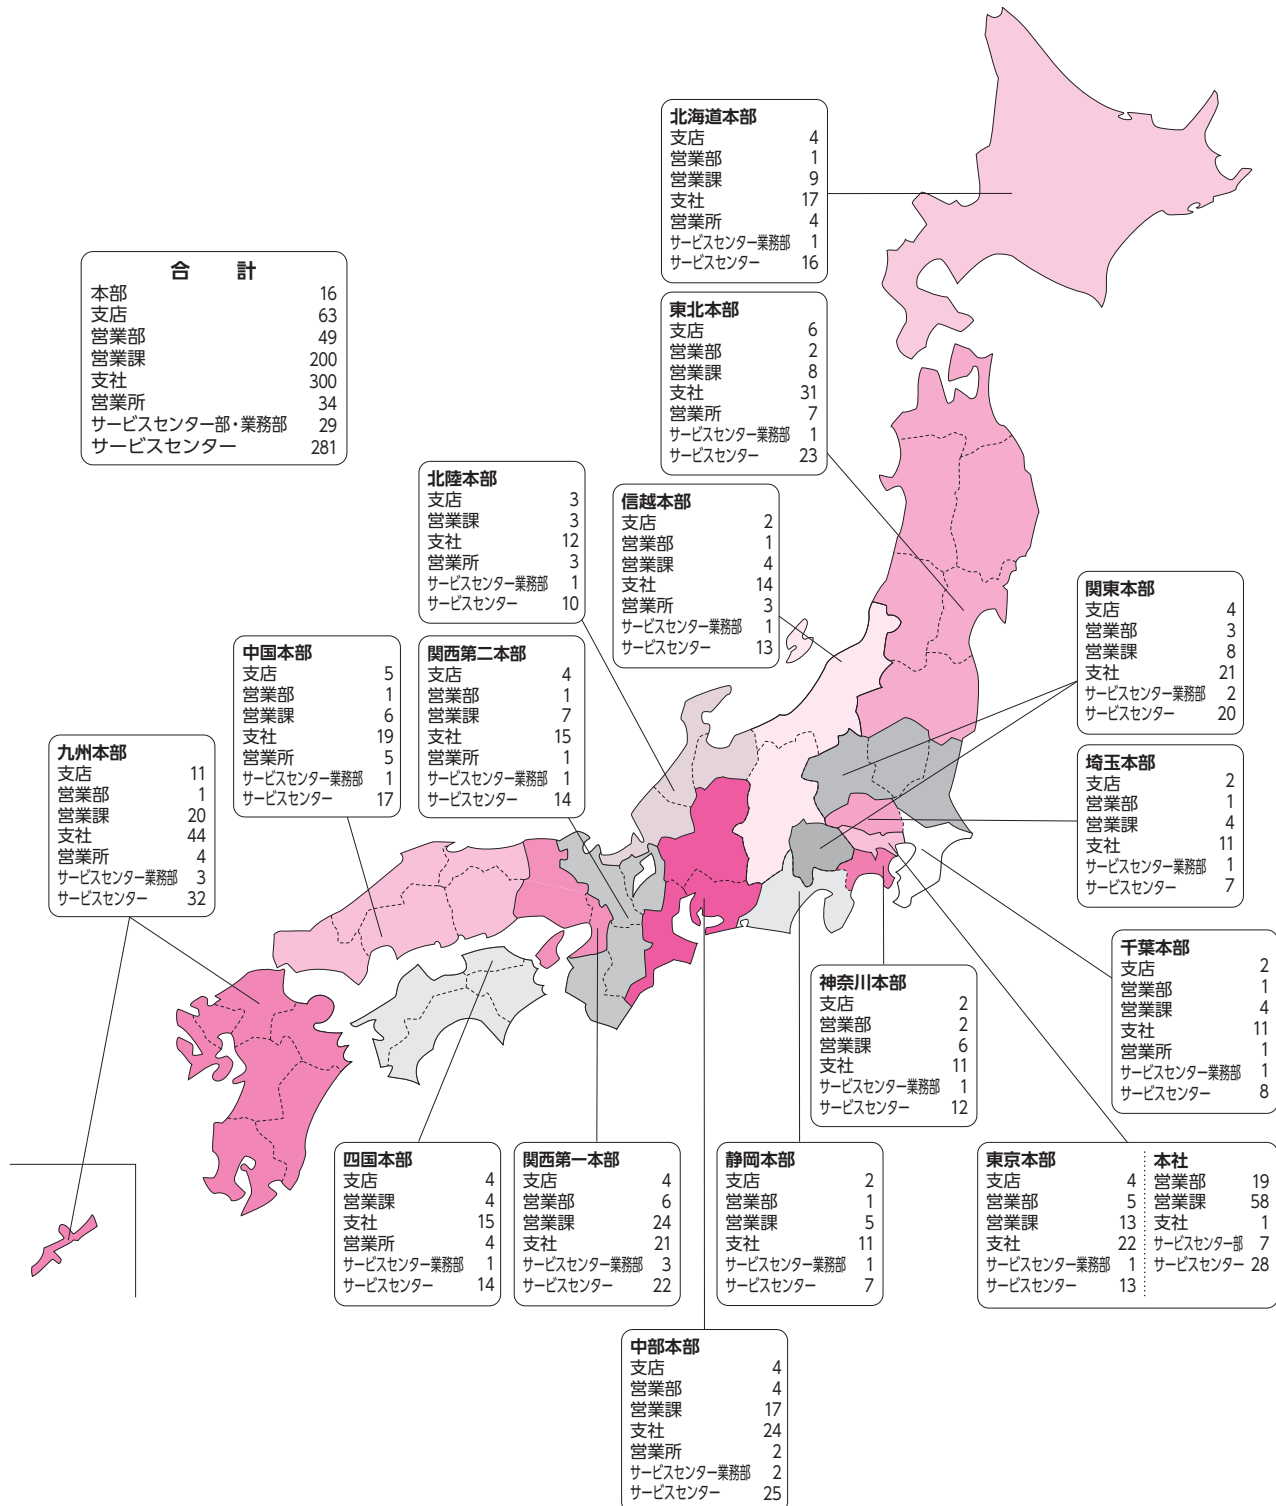 北海道本部
支店 4
営業部 1
営業課 9
支社 17
営業所 4
サービスセンター業務部 1
サービスセンター 16
合 計
本部 16
支店 63
営業部 49
営業課 200
支社 300
営業所 34
サービスセンター部・業務部 29
サービスセンター 281
東北本部
支店 6
営業部 2
営業課 8
支社 31
営業所 7
サービスセンター業務部 1
サービスセンター 23
北陸本部
支店 3
営業課 3
支社 12
営業所 3
サービスセンター業務部 1
サービスセンター 10
信越本部
支店 2
営業部 1
営業課 4
支社 14
営業所 3
サービスセンター業務部 1
サービスセンター 13
関東本部
支店 4
営業部 3
営業課 8
支社 21
サービスセンター業務部 2
サービスセンター 20
中国本部
支店 5
営業部 1
営業課 6
支社 19
営業所 5
サービスセンター業務部 1
サービスセンター 17
関西第二本部
支店 4
営業部 1
営業課 7
支社 15
営業所 1
サービスセンター業務部 1
サービスセンター 14
九州本部
支店 11
営業部 1
営業課 20
支社 44
営業所 4
サービスセンター業務部 3
サービスセンター 32
埼玉本部
支店 2
営業部 1
営業課 4
支社 11
サービスセンター業務部 1
サービスセンター 7
千葉本部
支店 2
営業部 1
営業課 4
支社 11
営業所 1
サービスセンター業務部 1
サービスセンター 8
神奈川本部
支店 2
営業部 2
営業課 6
支社 11
サービスセンター業務部 1
サービスセンター 12
四国本部
支店 4
営業課 4
支社 15
営業所 4
サービスセンター業務部 1
サービスセンター 14
関西第一本部
支店 4
営業部 6
営業課 24
支社 21
サービスセンター業務部 3
サービスセンター 22
静岡本部
支店 2
営業部 1
営業課 5
支社 11
サービスセンター業務部 1
サービスセンター 7
東京本部
支店 4
営業部 5
営業課 13
支社 22
サービスセンター業務部 1
サービスセンター 13
本社
営業部 19
営業課 58
支社 1
サービスセンター部 7
サービスセンター 28
中部本部
支店 4
営業部 4
営業課 17
支社 24
営業所 2
サービスセンター業務部 2
サービスセンター 25